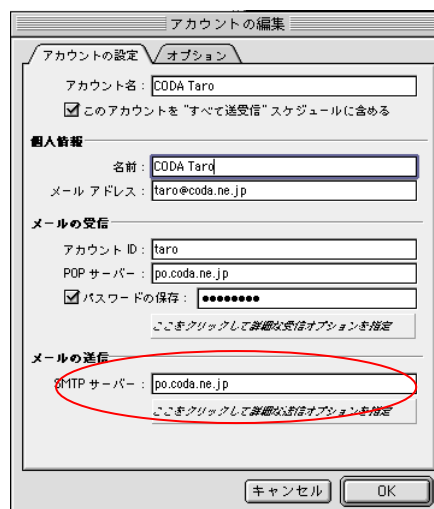 アカウントの編集
アカウントの設定 オプション
アカウント名： CODA Taro
このアカウントを "すべて送受信" スケジュールに含める
個人情報
名前： CODA Taro
メール アドレス： taro@coda.ne.jp
メールの受信
アカウント ID： taro
POP サーバー： po.coda.ne.jp
パスワードの保存： ●●●●●●●●
ここをクリックして詳細な受信オプションを指定
メールの送信
SMTP サーバー： po.coda.ne.jp
ここをクリックして詳細な送信オプションを指定
キャンセル OK